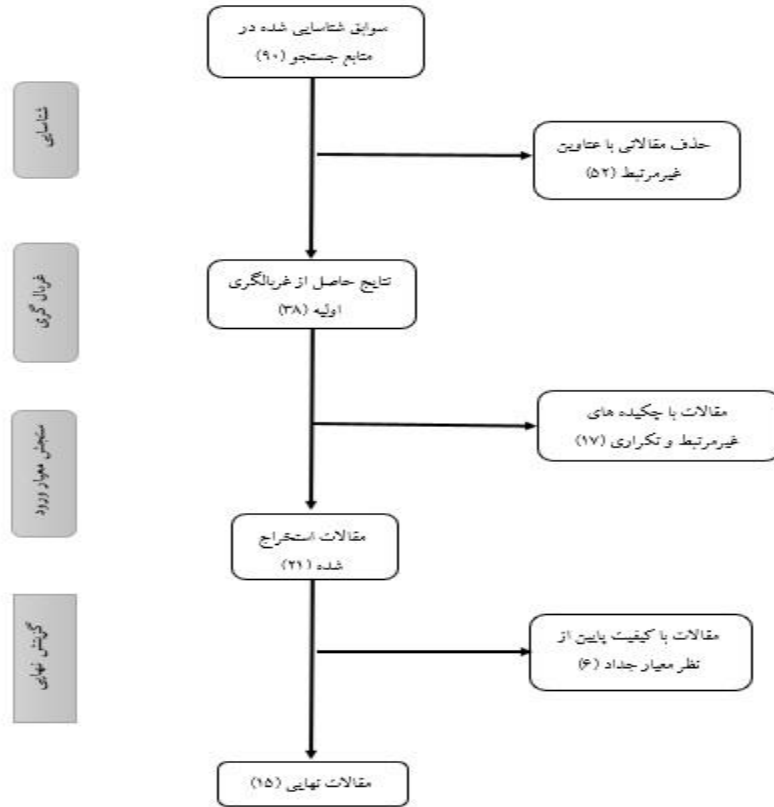 سوابق شناسایی شده در
منابع جستجو (۹۰)
شناسایی
حذف مقالاتی با عناوین
غیرمرتبط (۵۲)
غربال گری
نتایج حاصل از غربالگری
اولیه (۳۸)
مقالات با چکیده های
غیرمرتبط و تکراری (۱۷)
سنجش معیار ورود
مقالات استخراج
شده (۲۱)
گزینش نهایی
مقالات با کیفیت پایین از
نظر معیار جداد (۶)
مقالات نهایی (۱۵)